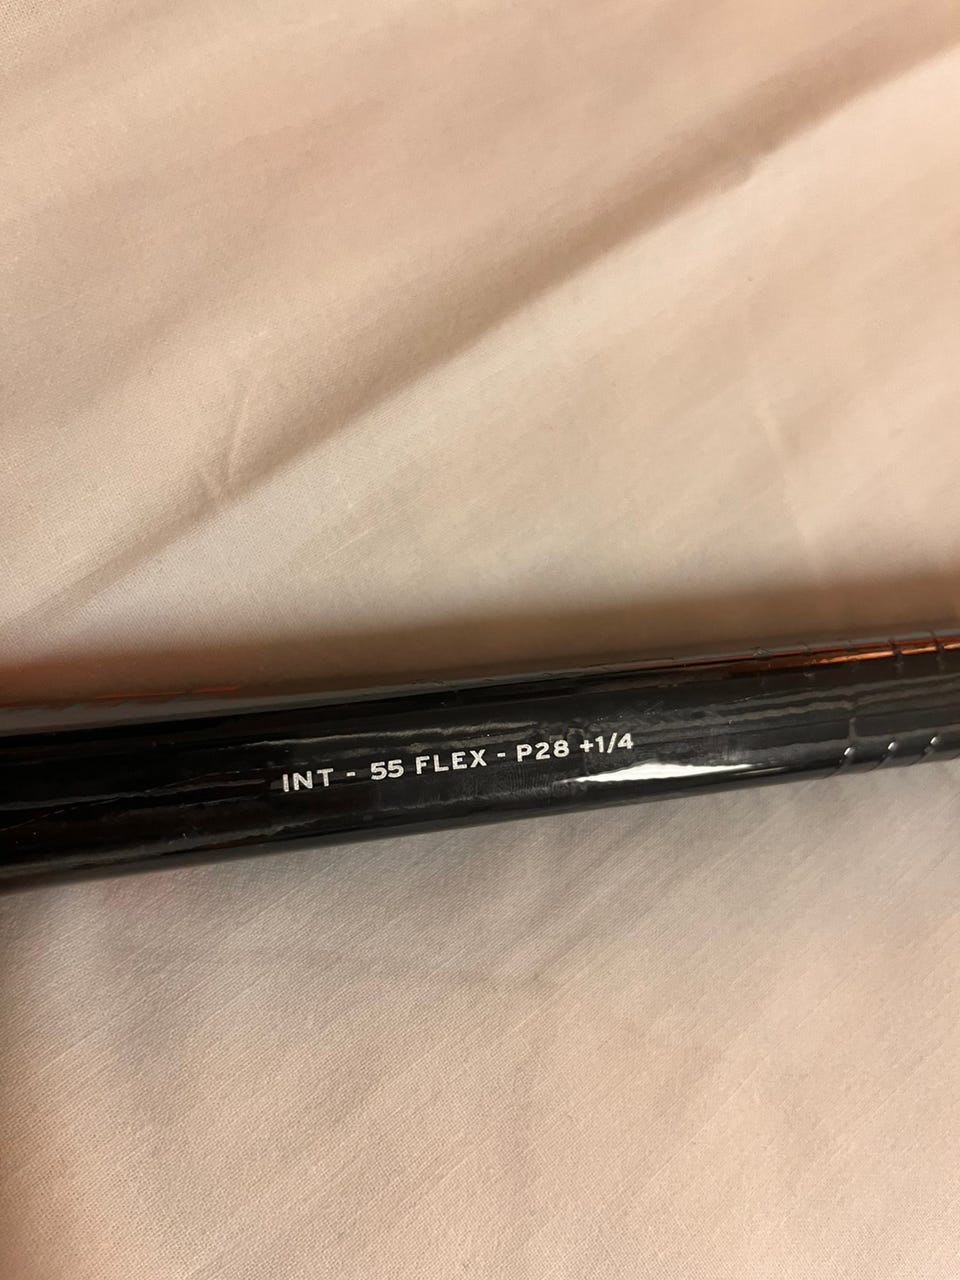 INT - 55 FLEX - P28 +1/4